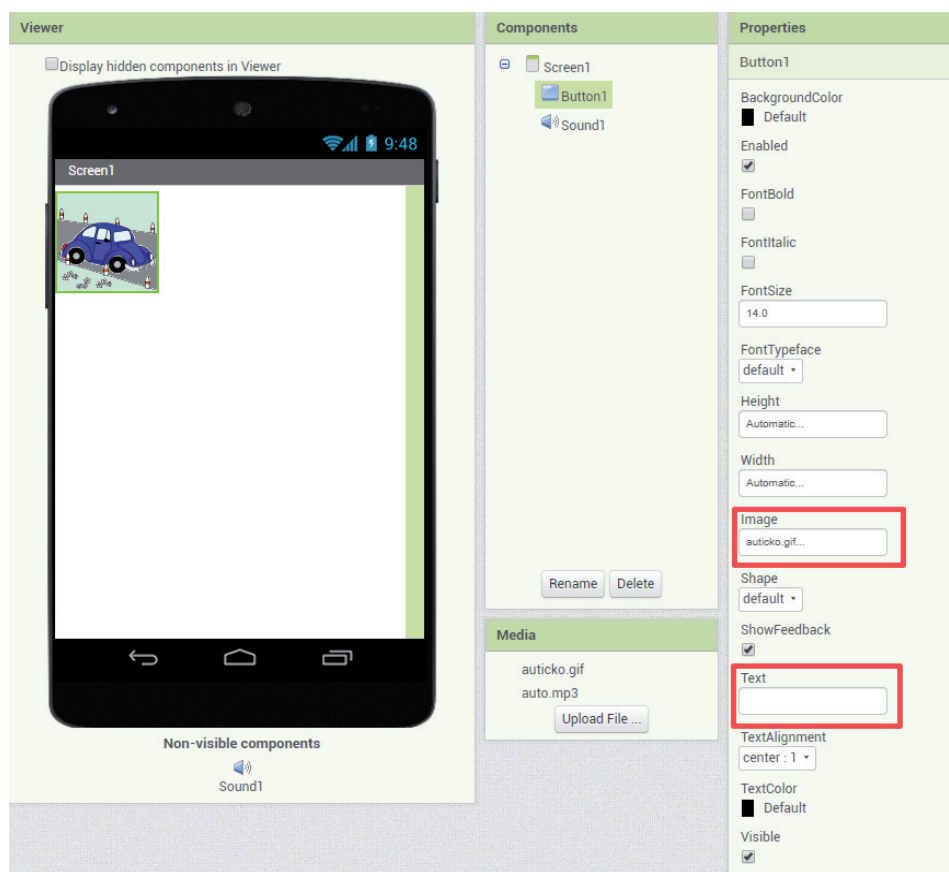 Viewer
Display hidden components in Viewer
9:48
Screen1
Non-visible components
Sound1
Components
Screen1
Button1
Sound1
Rename Delete
Media
auticko.gif
auto.mp3
Upload File ...
Properties
Button1
BackgroundColor
Default
Enabled
FontBold
FontItalic
FontSize
14.0
FontTypeface
default
Height
Automatic...
Width
Automatic...
Image
auticko.gif...
Shape
default
ShowFeedback
Text
TextAlignment
center : 1
TextColor
Default
Visible